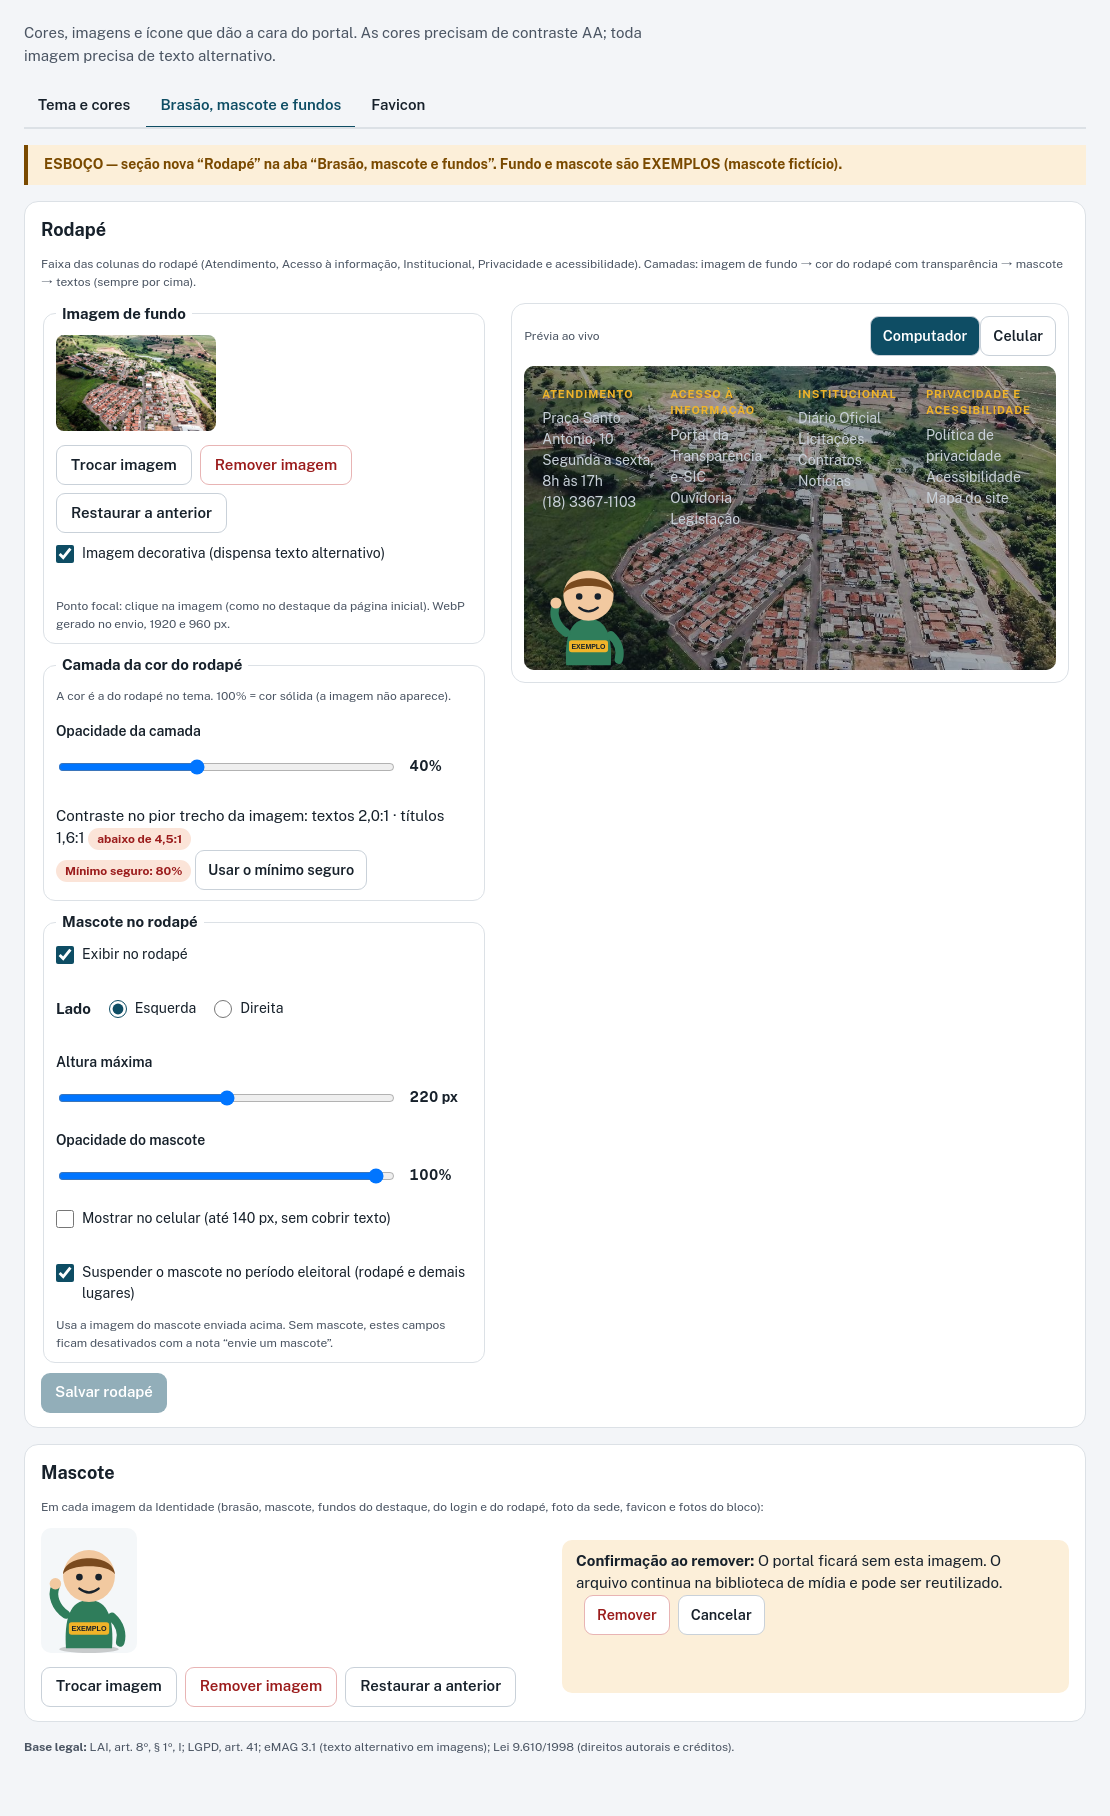 Cores, imagens e ícone que dão a cara do portal. As cores precisam de contraste AA; toda
imagem precisa de texto alternativo.
Tema e cores
Brasão, mascote e fundos
Favicon
ESBOÇO — seção nova “Rodapé” na aba “Brasão, mascote e fundos”. Fundo e mascote são EXEMPLOS (mascote fictício).
Rodapé
Faixa das colunas do rodapé (Atendimento, Acesso à informação, Institucional, Privacidade e acessibilidade). Camadas: imagem de fundo → cor do rodapé com transparência → mascote
→ textos (sempre por cima).
Imagem de fundo
Trocar imagem
Remover imagem
Restaurar a anterior
Imagem decorativa (dispensa texto alternativo)
Ponto focal: clique na imagem (como no destaque da página inicial). WebP
gerado no envio, 1920 e 960 px.
Camada da cor do rodapé
A cor é a do rodapé no tema. 100% = cor sólida (a imagem não aparece).
Opacidade da camada
40%
Contraste no pior trecho da imagem: textos 2,0:1 · títulos
1,6:1 abaixo de 4,5:1
Mínimo seguro: 80%
Usar o mínimo seguro
Mascote no rodapé
Exibir no rodapé
Lado
Esquerda
Direita
Altura máxima
220 px
Opacidade do mascote
100%
Mostrar no celular (até 140 px, sem cobrir texto)
Suspender o mascote no período eleitoral (rodapé e demais
lugares)
Usa a imagem do mascote enviada acima. Sem mascote, estes campos
ficam desativados com a nota “envie um mascote”.
Salvar rodapé
Prévia ao vivo
Computador
Celular
ATENDIMENTO
Praça Santo
Antônio, 10
Segunda a sexta,
8h às 17h
(18) 3367-1103
ACESSO À
INFORMAÇÃO
Portal da
Transparência
e-SIC
Ouvidoria
Legislação
INSTITUCIONAL
Diário Oficial
Licitações
Contratos
Notícias
PRIVACIDADE E
ACESSIBILIDADE
Política de
privacidade
Acessibilidade
Mapa do site
EXEMPLO
Mascote
Em cada imagem da Identidade (brasão, mascote, fundos do destaque, do login e do rodapé, foto da sede, favicon e fotos do bloco):
EXEMPLO
Trocar imagem
Remover imagem
Restaurar a anterior
Confirmação ao remover: O portal ficará sem esta imagem. O
arquivo continua na biblioteca de mídia e pode ser reutilizado.
Remover
Cancelar
Base legal: LAI, art. 8º, § 1º, I; LGPD, art. 41; eMAG 3.1 (texto alternativo em imagens); Lei 9.610/1998 (direitos autorais e créditos).